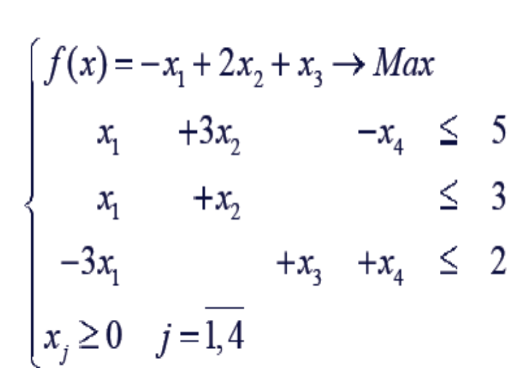 f(x) = −x₁ + 2x₂ + x₃ → Max
x₁ +3x₂ −x₄ ≤ 5
x₁ +x₂ ≤ 3
−3x₁ +x₃ +x₄ ≤ 2
xⱼ ≥ 0 j = 1,4̅